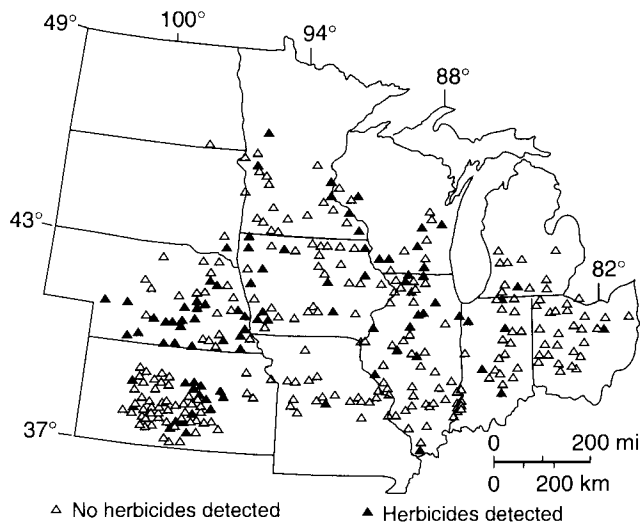 49°
100°
94°
88°
43°
82°
37°
0 200 mi
0 200 km
No herbicides detected
Herbicides detected